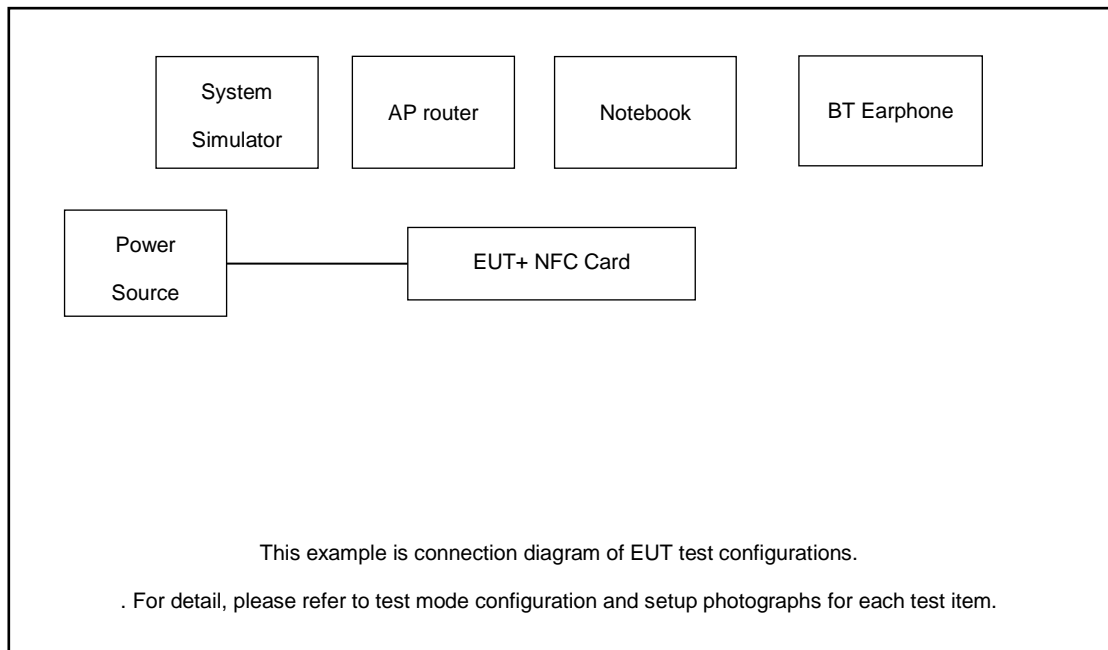 System
Simulator
AP router
Notebook
BT Earphone
Power
Source
EUT+ NFC Card
This example is connection diagram of EUT test configurations.
. For detail, please refer to test mode configuration and setup photographs for each test item.